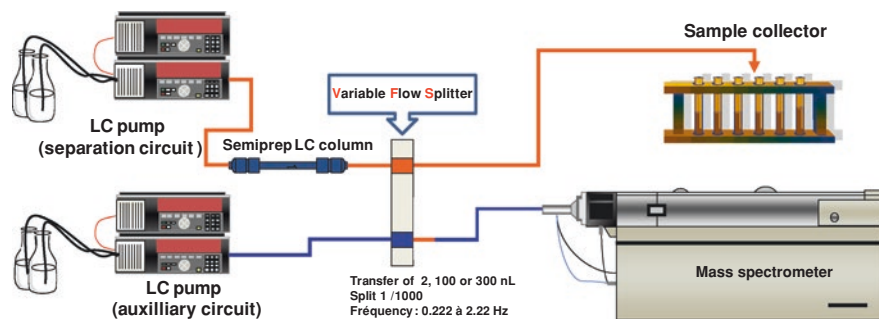 Sample collector
Variable Flow Splitter
LC pump
(separation circuit)
Semiprep LC column
LC pump
(auxilliary circuit)
Transfer of 2, 100 or 300 nL
Split 1 /1000
Fréquency: 0.222 à 2.22 Hz
Mass spectrometer